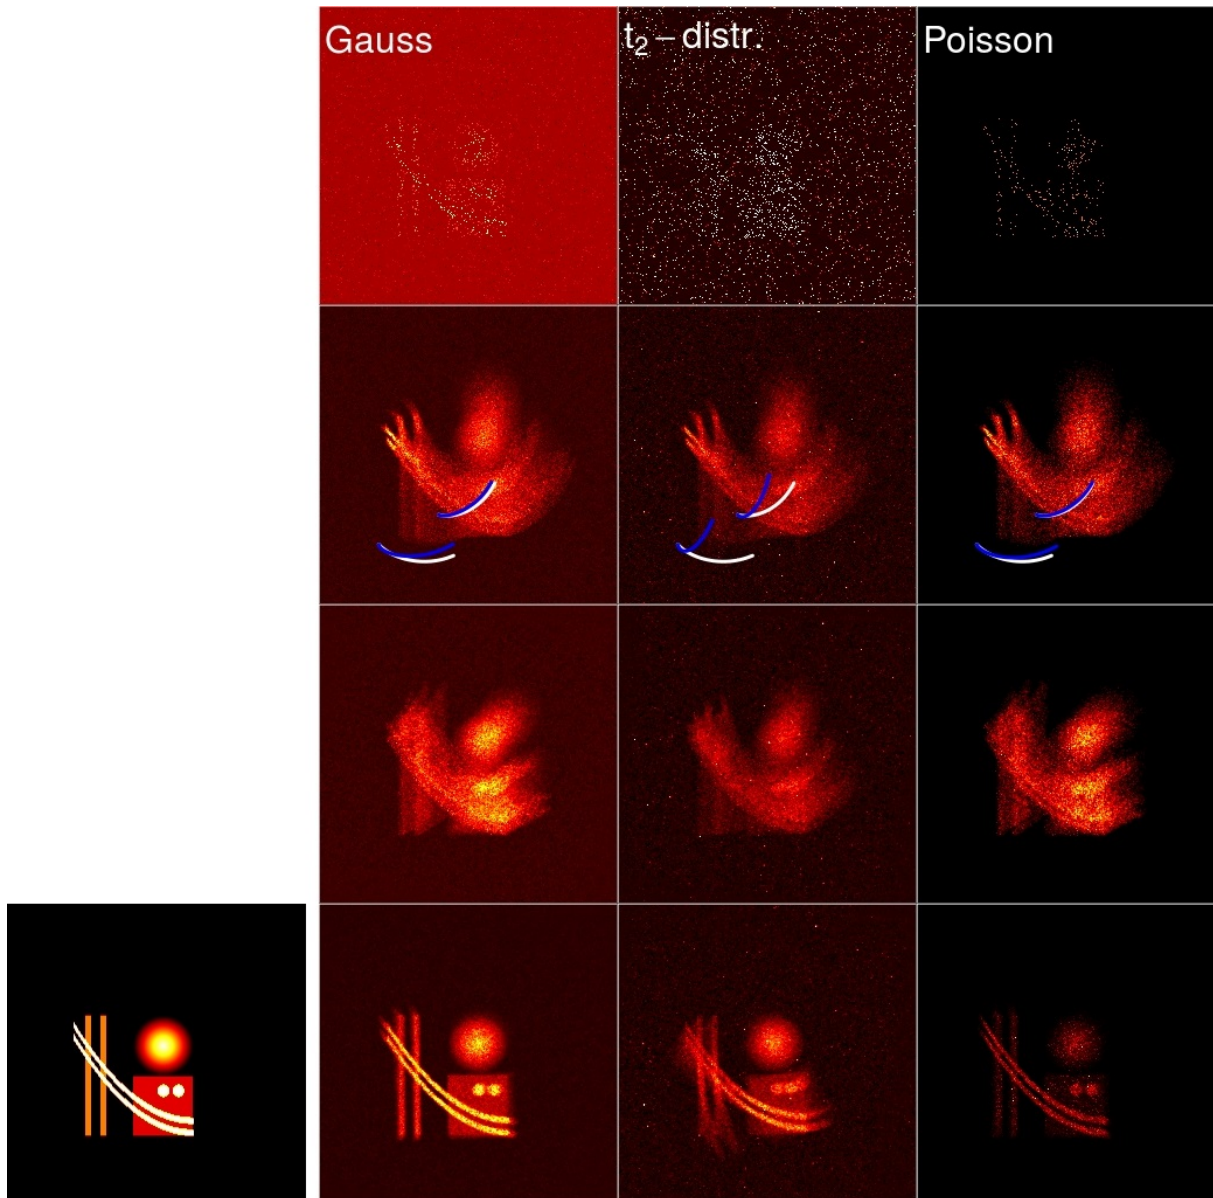 Gauss
t₂ – distr.
Poisson